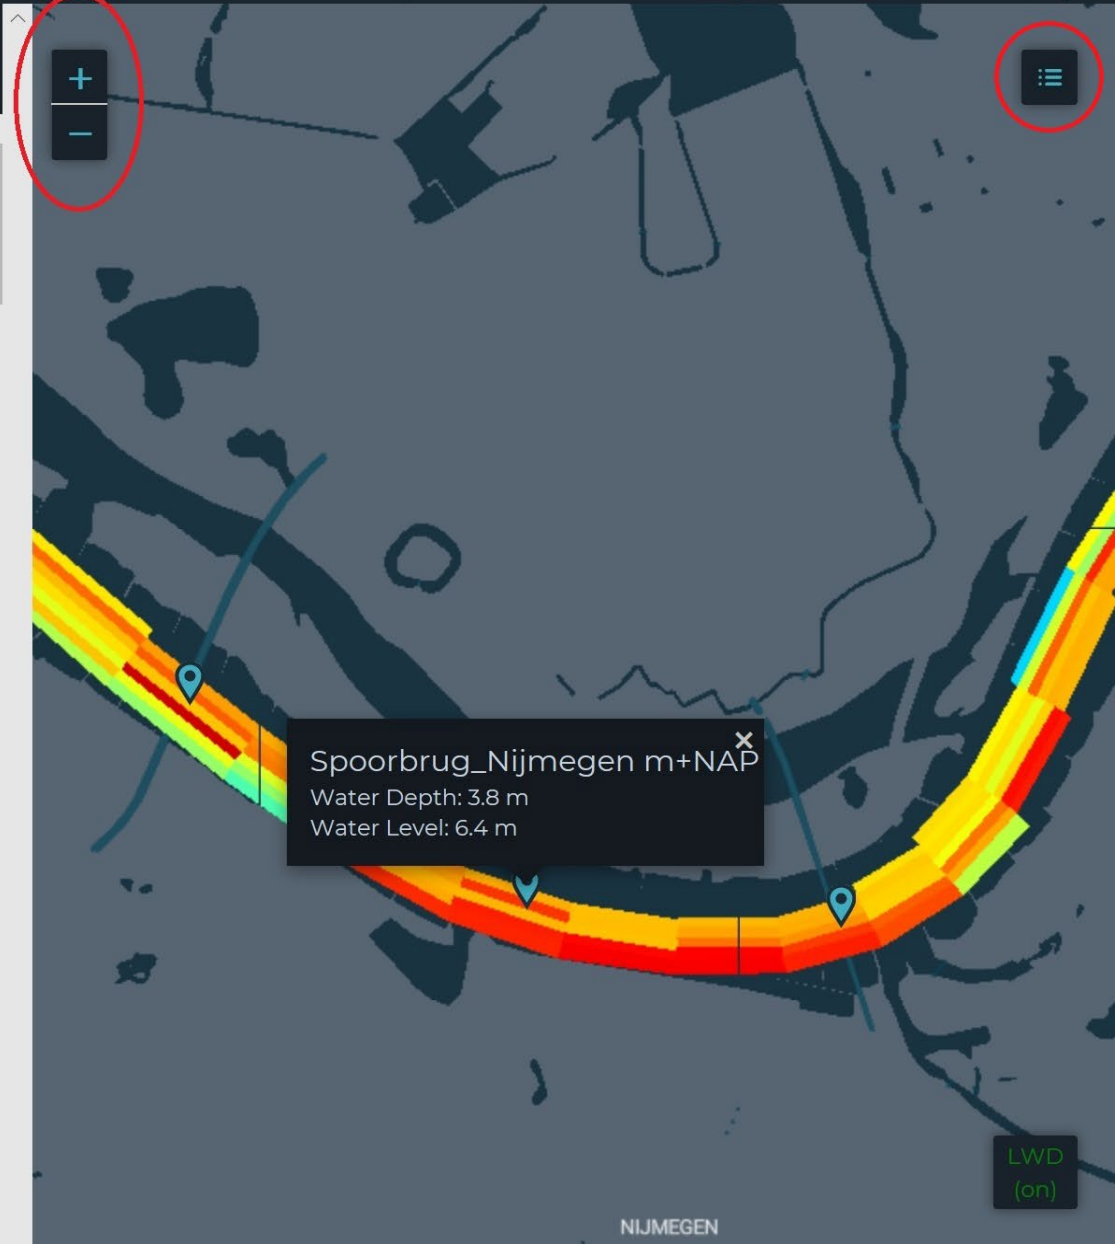 Spoorbrug_Nijmegen m+NAP
Water Depth: 3.8 m
Water Level: 6.4 m
LWD
(on)
NIJMEGEN